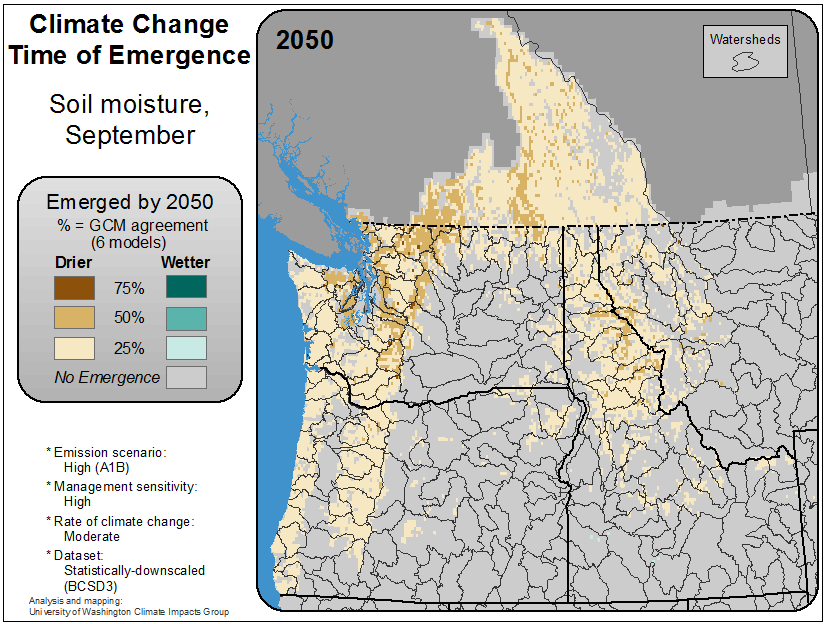 Climate Change
Time of Emergence
Soil moisture,
September
Emerged by 2050
% = GCM agreement
(6 models)
Drier Wetter
75%
50%
25%
No Emergence
* Emission scenario:
High (A1B)
* Management sensitivity:
High
* Rate of climate change:
Moderate
* Dataset:
Statistically-downscaled
(BCSD3)
Analysis and mapping:
University of Washington Climate Impacts Group
2050
Watersheds